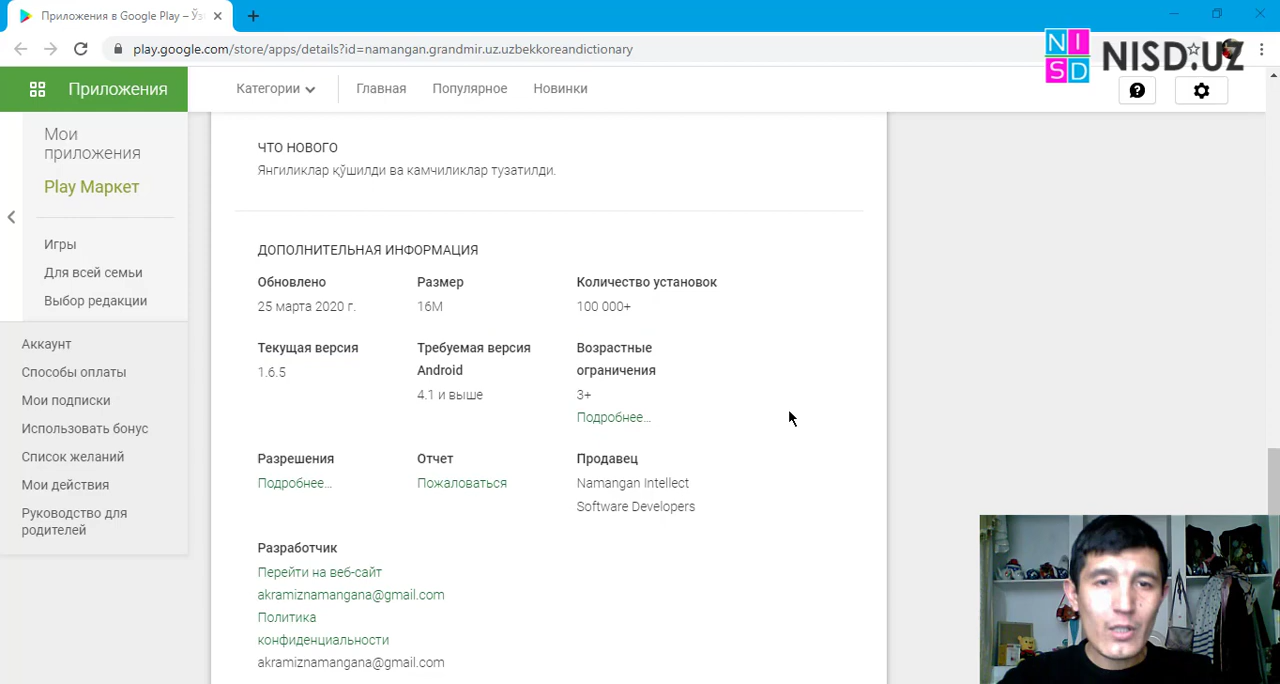 Приложения в Google Play – Ўз
play.google.com/store/apps/details?id=namangan.grandmir.uz.uzbekkoreandictionary
NISD
NISD.UZ
Приложения
Категории
Главная
Популярное
Новинки
Мои
приложения
Play Маркет
Игры
Для всей семьи
Выбор редакции
Аккаунт
Способы оплаты
Мои подписки
Использовать бонус
Список желаний
Мои действия
Руководство для
родителей
ЧТО НОВОГО
Янгиликлар қўшилди ва камчиликлар тузатилди.
ДОПОЛНИТЕЛЬНАЯ ИНФОРМАЦИЯ
Обновлено
25 марта 2020 г.
Размер
16M
Количество установок
100 000+
Текущая версия
1.6.5
Требуемая версия
Android
4.1 и выше
Возрастные
ограничения
3+
Подробнее…
Разрешения
Подробнее…
Отчет
Пожаловаться
Продавец
Namangan Intellect
Software Developers
Разработчик
Перейти на веб-сайт
akramiznamangana@gmail.com
Политика
конфиденциальности
akramiznamangana@gmail.com